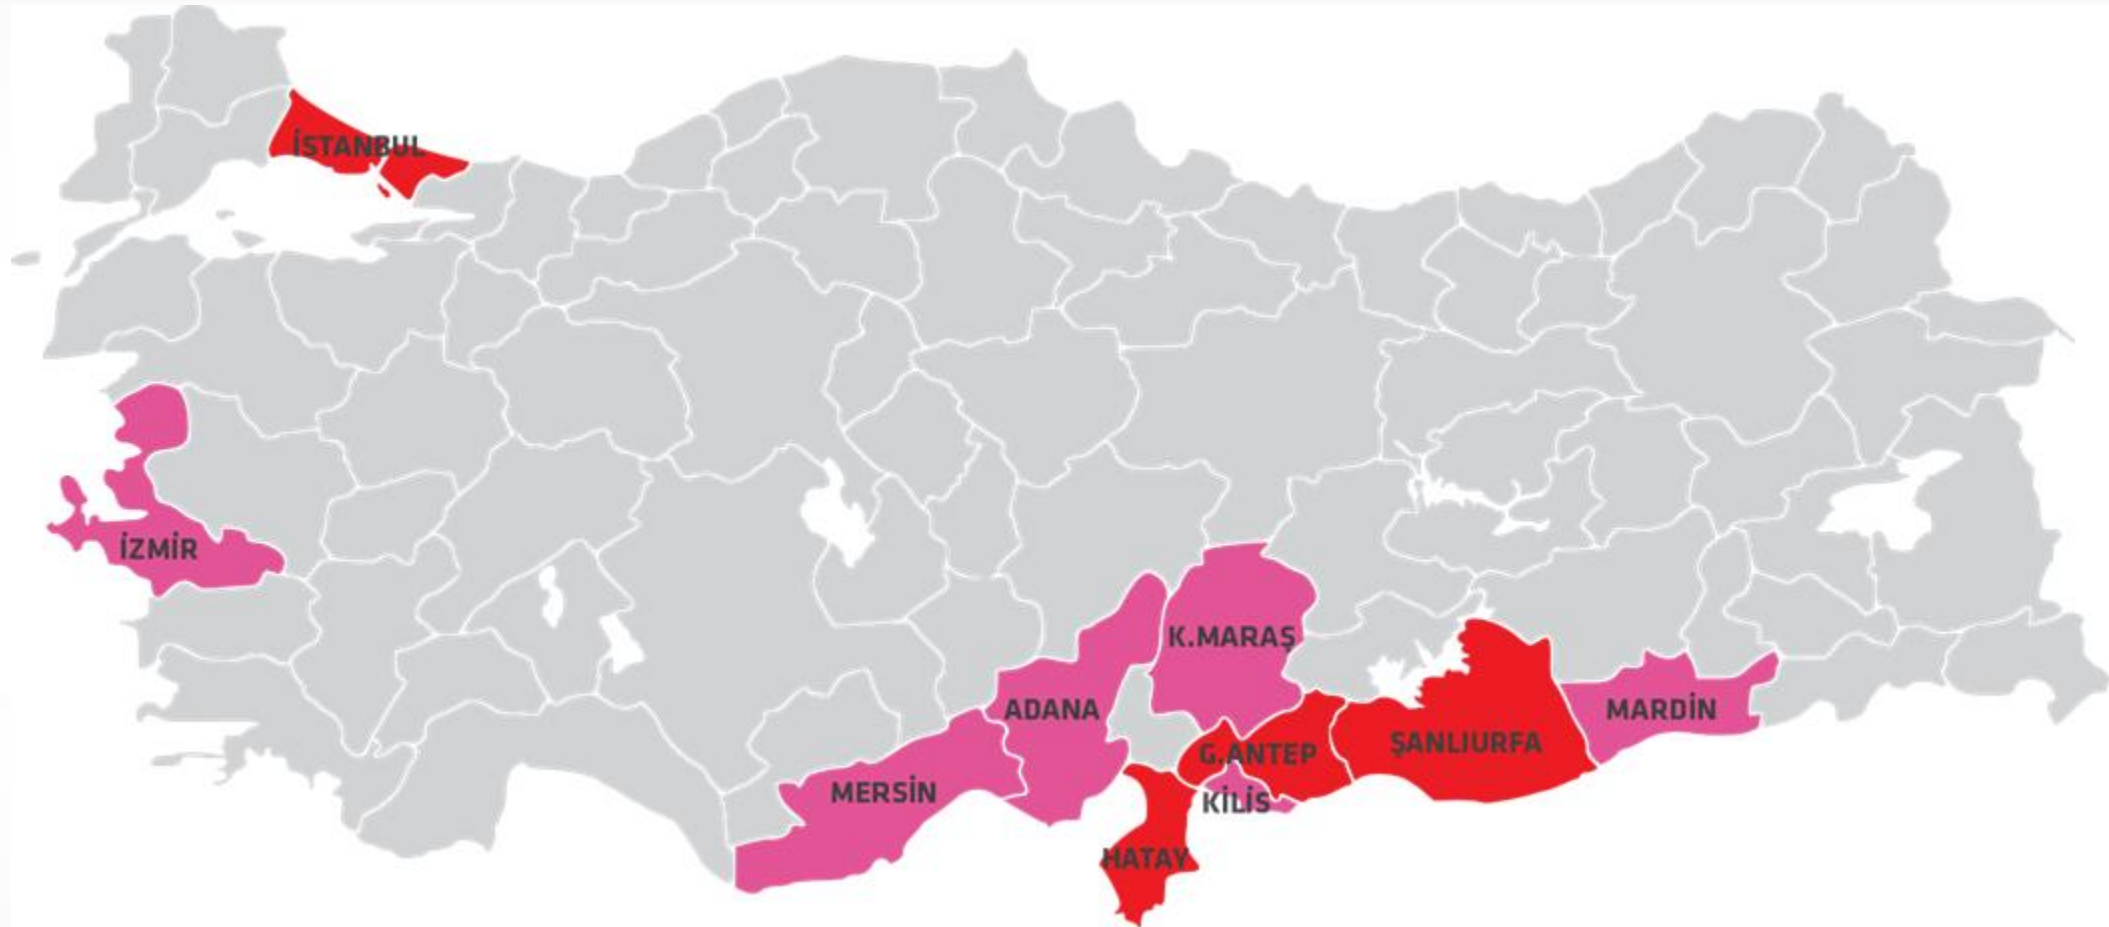 İSTANBUL
İZMİR
K.MARAŞ
ADANA
MARDİN
ŞANLIURFA
G.ANTEP
MERSİN
KİLİS
HATAY